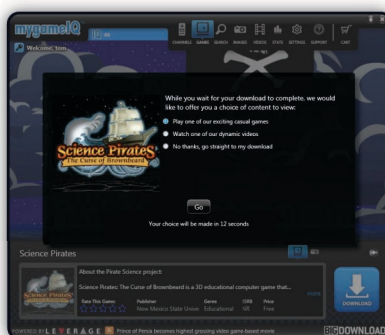 mygameIQ
CHANNELS GAMES SEARCH IMAGES VIDEOS STATS SETTINGS SUPPORT CART
Welcome, tom
While you wait for your download to complete, we would
like to offer you a choice of content to view:
Play one of our exciting casual games
Watch one of our dynamic videos
No thanks, go straight to my download
Science Pirates
The Curse of Brownbeard
Go
Your choice will be made in 12 seconds
Science Pirates
About the Pirate Science project:
Science Pirates: The Curse of Brownbeard is a 3D educational computer game that...
more
Rate This Game: Publisher Genre ESRB Price
New Mexico State Univer Educational NR Free
DOWNLOAD
POWERED BY LEVERAGE Prince of Persia becomes highest grossing video game-based movie
BIGDOWNLOAD